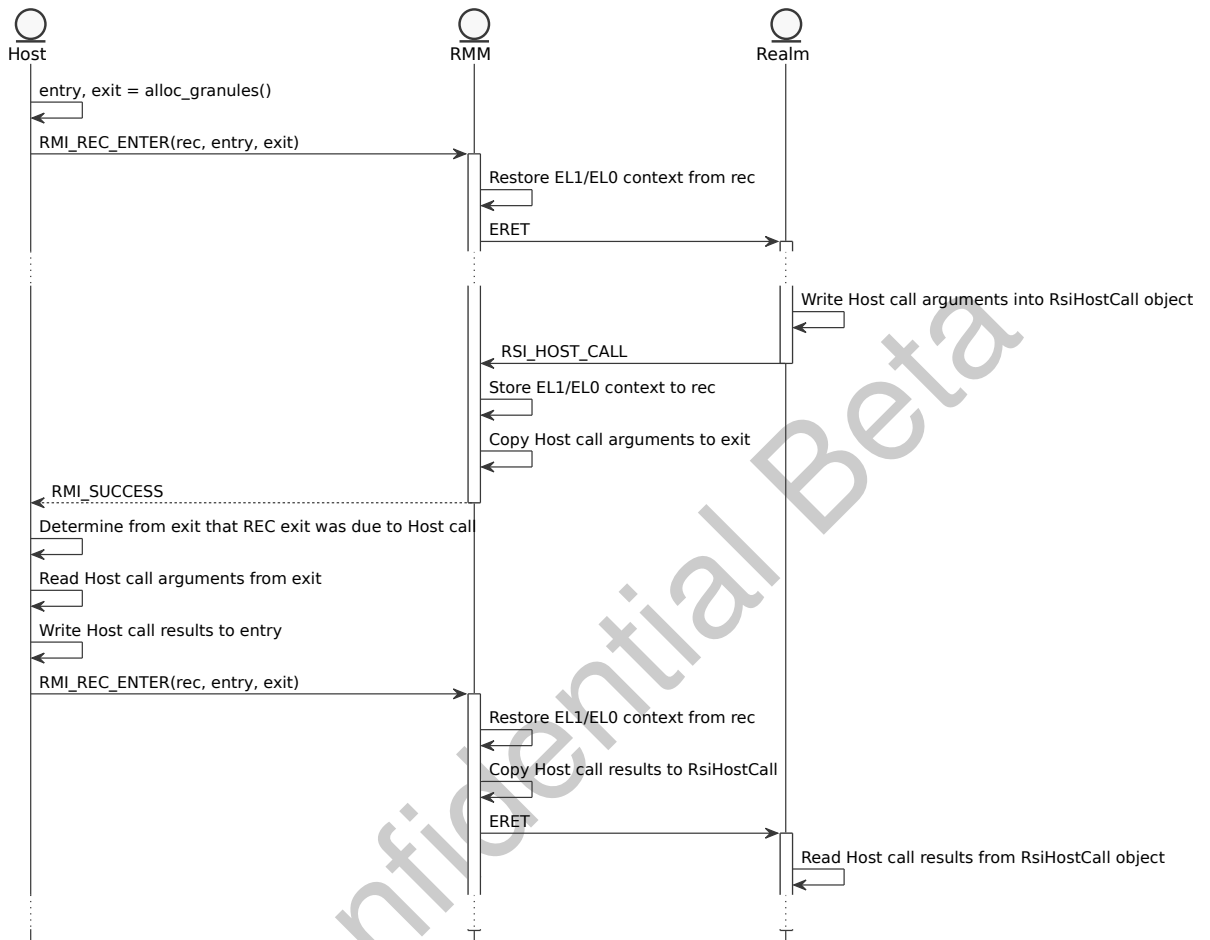 Host
RMM
Realm
entry, exit = alloc_granules()
RMI_REC_ENTER(rec, entry, exit)
Restore EL1/EL0 context from rec
ERET
Write Host call arguments into RsiHostCall object
RSI_HOST_CALL
Store EL1/EL0 context to rec
Copy Host call arguments to exit
RMI_SUCCESS
Determine from exit that REC exit was due to Host call
Read Host call arguments from exit
Write Host call results to entry
RMI_REC_ENTER(rec, entry, exit)
Restore EL1/EL0 context from rec
Copy Host call results to RsiHostCall
ERET
Read Host call results from RsiHostCall object
nfidential Beta